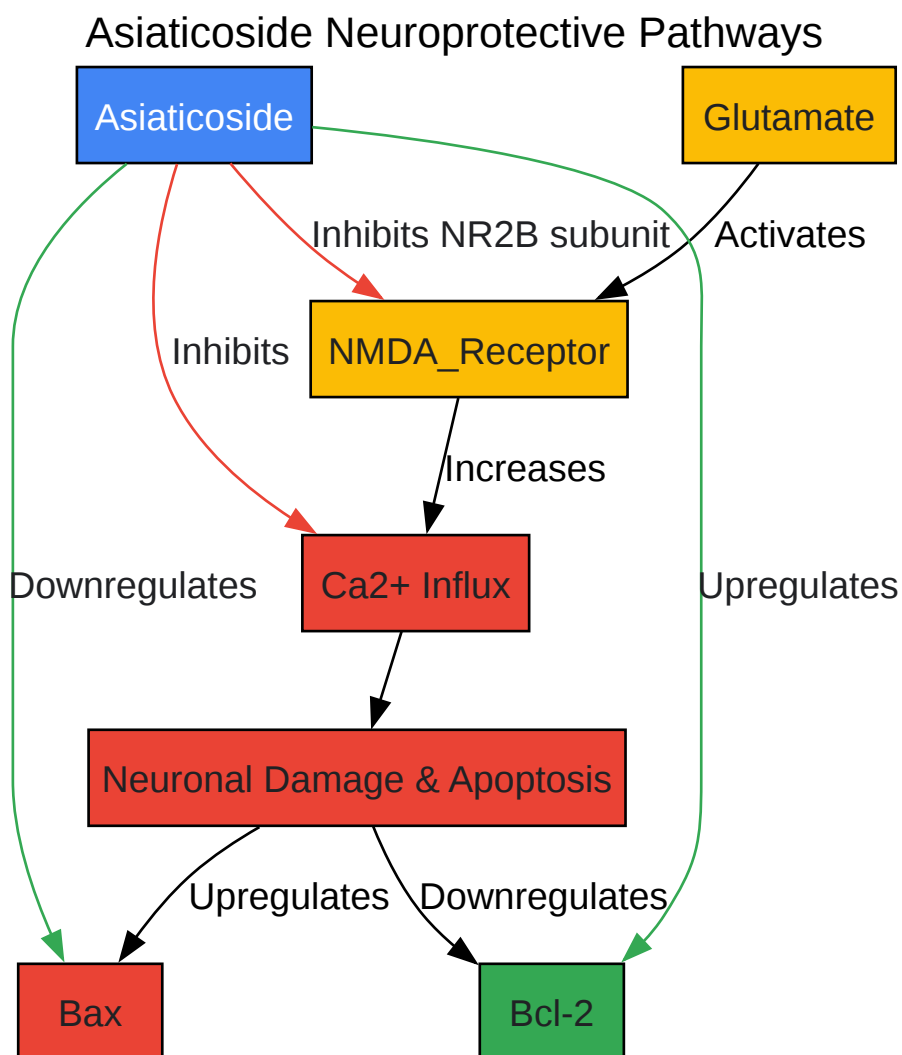 Asiaticoside Neuroprotective Pathways
Asiaticoside
Glutamate
Inhibits NR2B subunit
Activates
Inhibits
NMDA_Receptor
Increases
Downregulates
Ca2+ Influx
Upregulates
Neuronal Damage & Apoptosis
Upregulates
Downregulates
Bax
Bcl-2